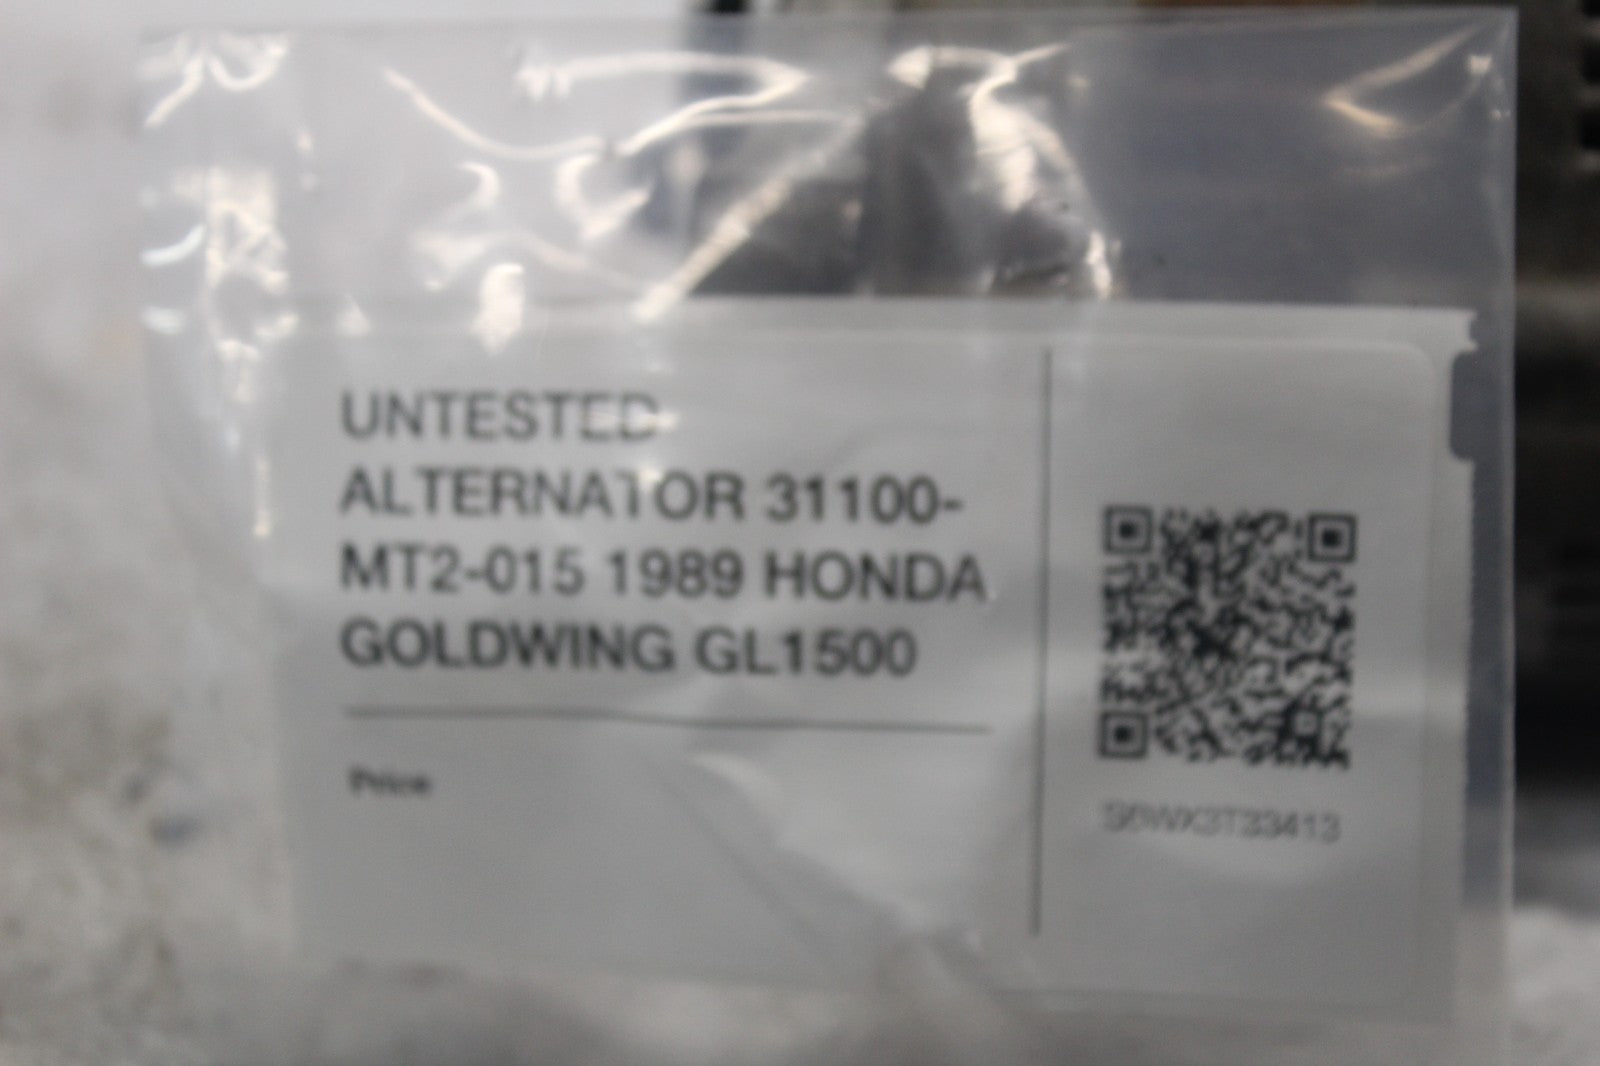 UNTESTED
ALTERNATOR 31100-
MT2-015 1989 HONDA
GOLDWING GL1500
Price